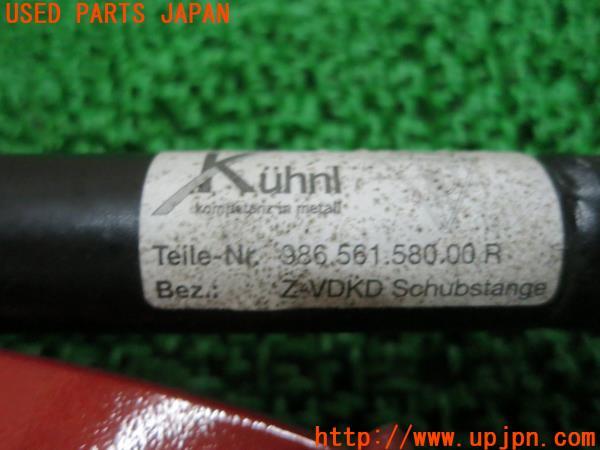 USED PARTS JAPAN
Kühnl
kompetenz in metall
Teile-Nr. 986.561.580.00 R
Bez.: Z-VDKD Schubstange
UPJ
http://www.upjpn.com